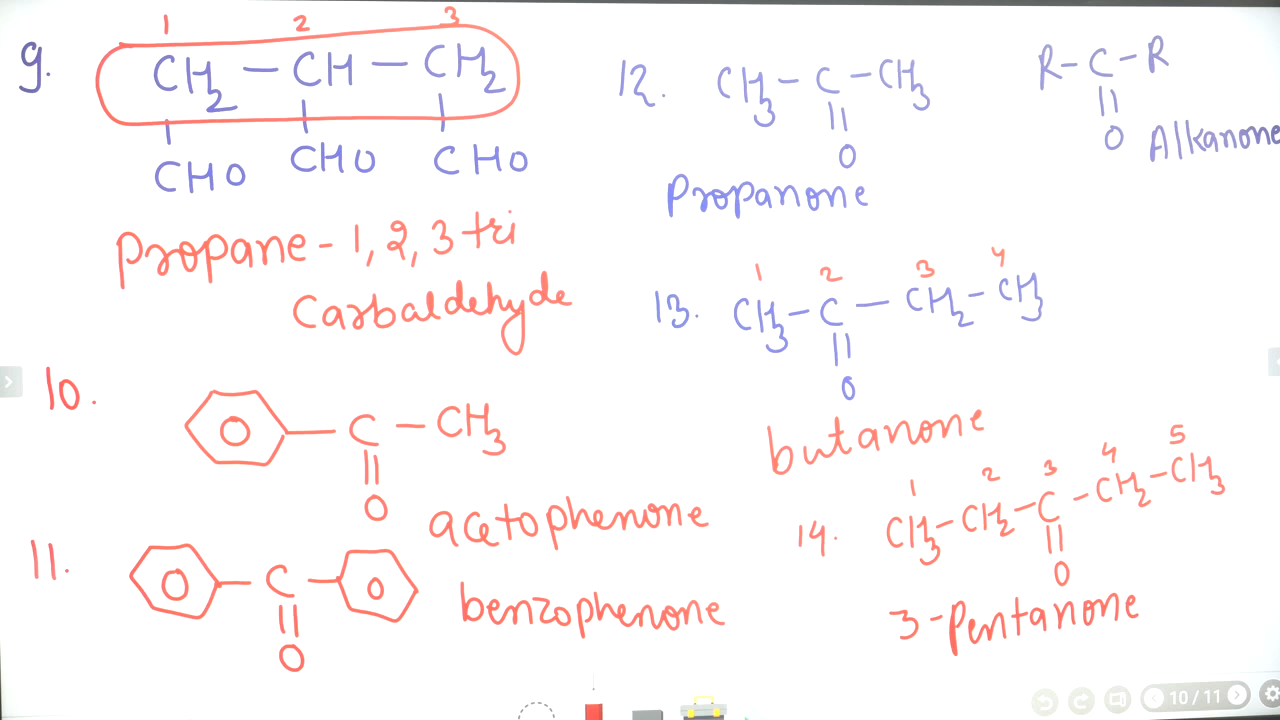 1 2 3
9. CH2 - CH - CH2
CHO CHO CHO
Propane - 1, 2, 3 tri
Carbaldehyde
10.
C - CH3
O
acetophenone
11.
C
O
benzophenone
12. CH3 - C - CH3
O
Propanone
R - C - R
O
Alkanone
1 2 3 4
13. CH3 - C - CH2 - CH3
O
butanone
1 2 3 4 5
14. CH3 - CH2 - C - CH2 - CH3
O
3-Pentanone
10 / 11